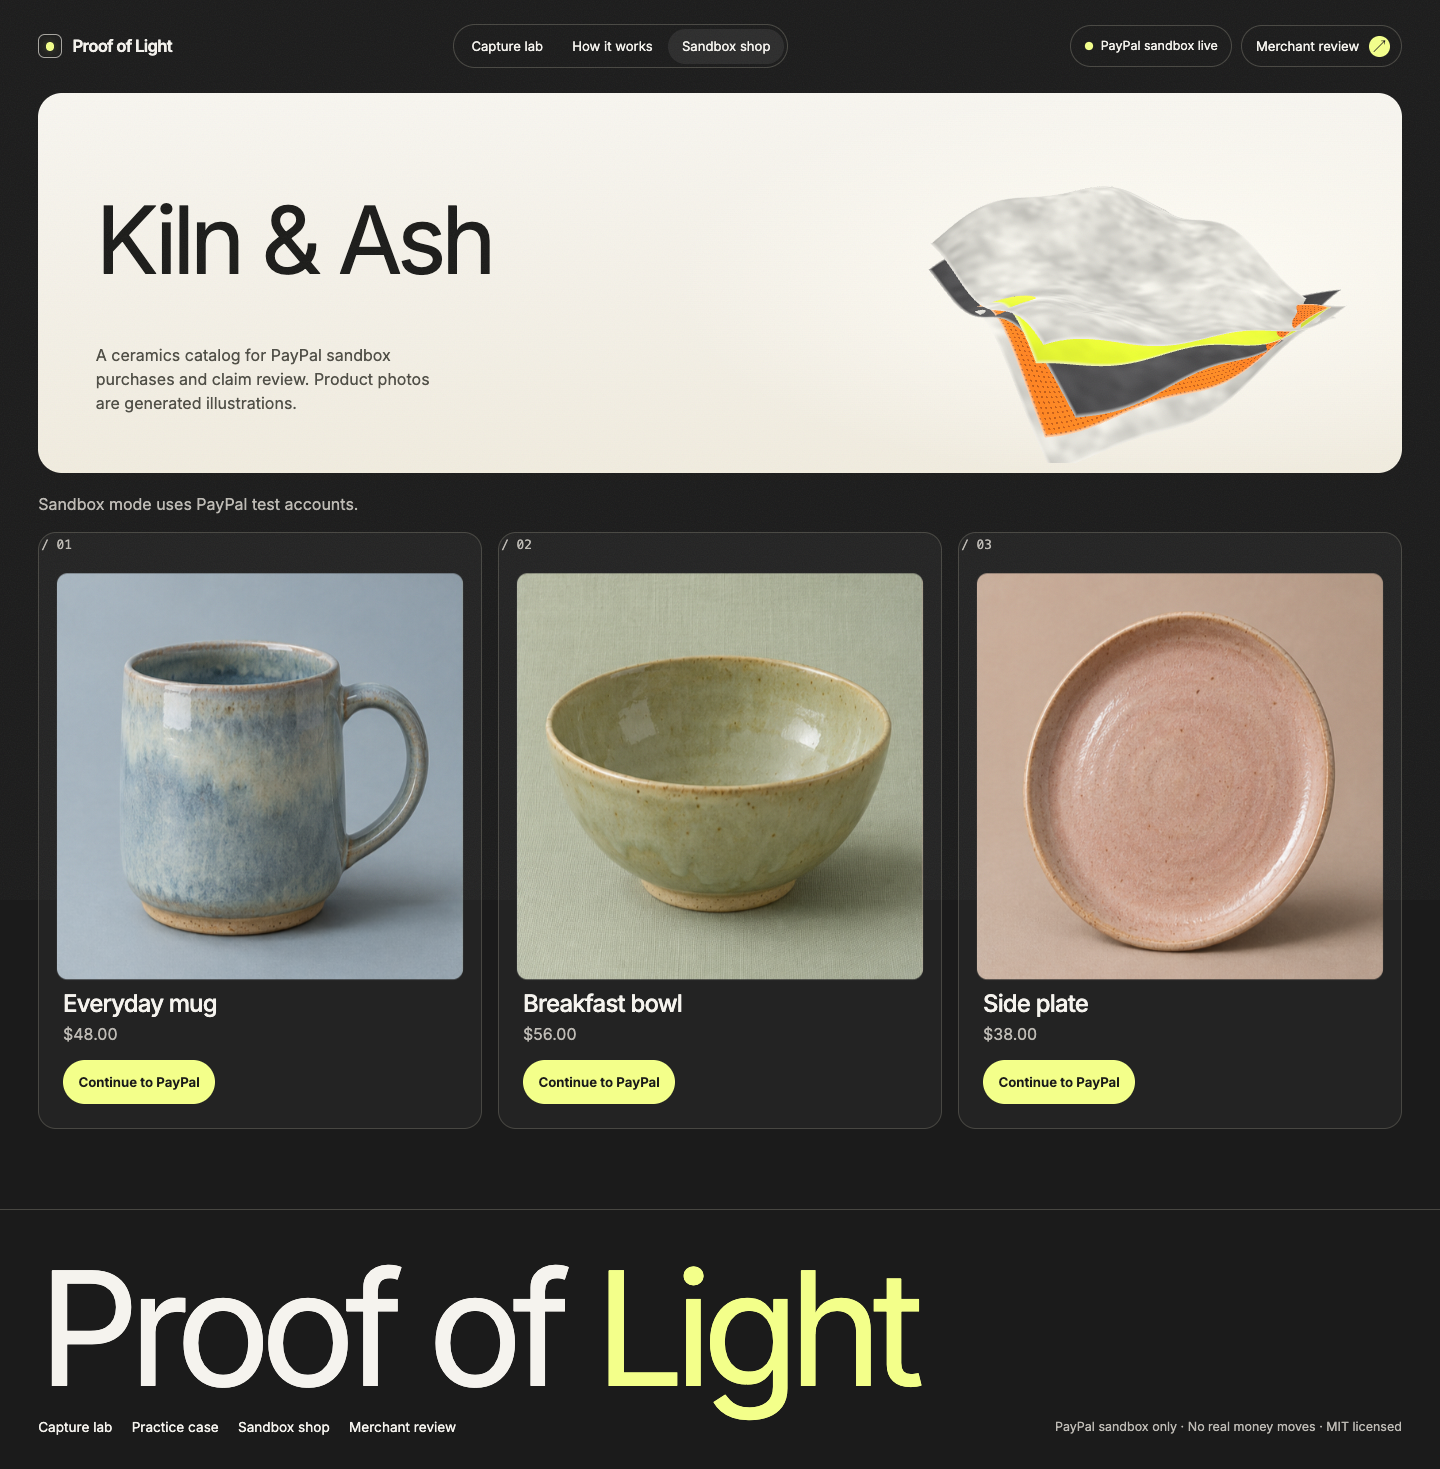 Proof of Light
Capture lab
How it works
Sandbox shop
PayPal sandbox live
Merchant review
Kiln & Ash
A ceramics catalog for PayPal sandbox
purchases and claim review. Product photos
are generated illustrations.
Sandbox mode uses PayPal test accounts.
/ 01
Everyday mug
$48.00
Continue to PayPal
/ 02
Breakfast bowl
$56.00
Continue to PayPal
/ 03
Side plate
$38.00
Continue to PayPal
Proof of Light
Capture lab
Practice case
Sandbox shop
Merchant review
PayPal sandbox only · No real money moves · MIT licensed